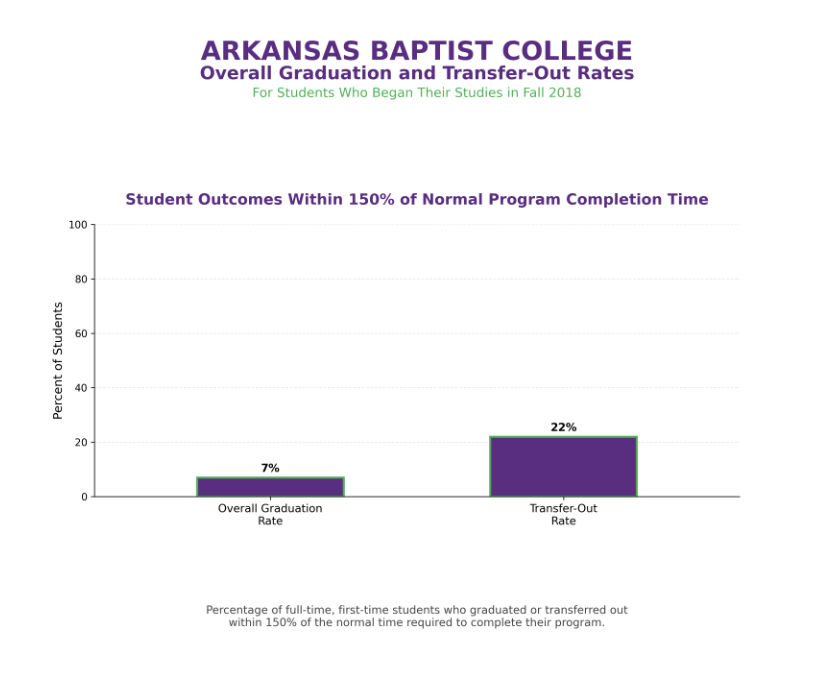 ARKANSAS BAPTIST COLLEGE
Overall Graduation and Transfer-Out Rates
For Students Who Began Their Studies in Fall 2018
Student Outcomes Within 150% of Normal Program Completion Time
Percent of Students
100
80
60
40
20
0
7%
22%
Overall Graduation
Rate
Transfer-Out
Rate
Percentage of full-time, first-time students who graduated or transferred out
within 150% of the normal time required to complete their program.